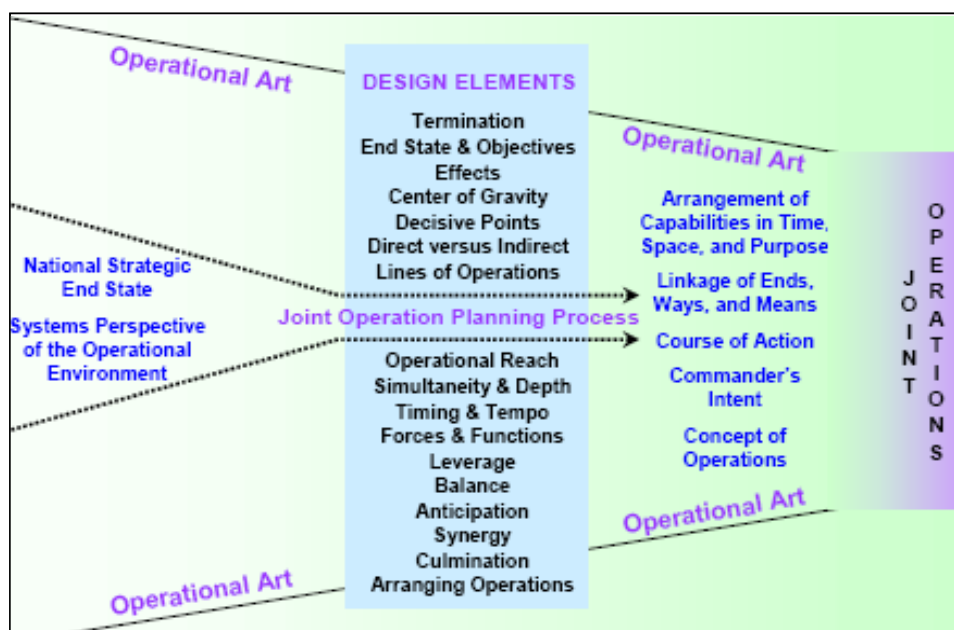 Operational Art
Operational Art
National Strategic
End State
Systems Perspective
of the Operational
Environment
DESIGN ELEMENTS
Termination
End State & Objectives
Effects
Center of Gravity
Decisive Points
Direct versus Indirect
Lines of Operations
Joint Operation Planning Process
Operational Reach
Simultaneity & Depth
Timing & Tempo
Forces & Functions
Leverage
Balance
Anticipation
Synergy
Culmination
Arranging Operations
Operational Art
Arrangement of
Capabilities in Time,
Space, and Purpose
Linkage of Ends,
Ways, and Means
Course of Action
Commander's
Intent
Concept of
Operations
Operational Art
JOINT
OPERATIONS